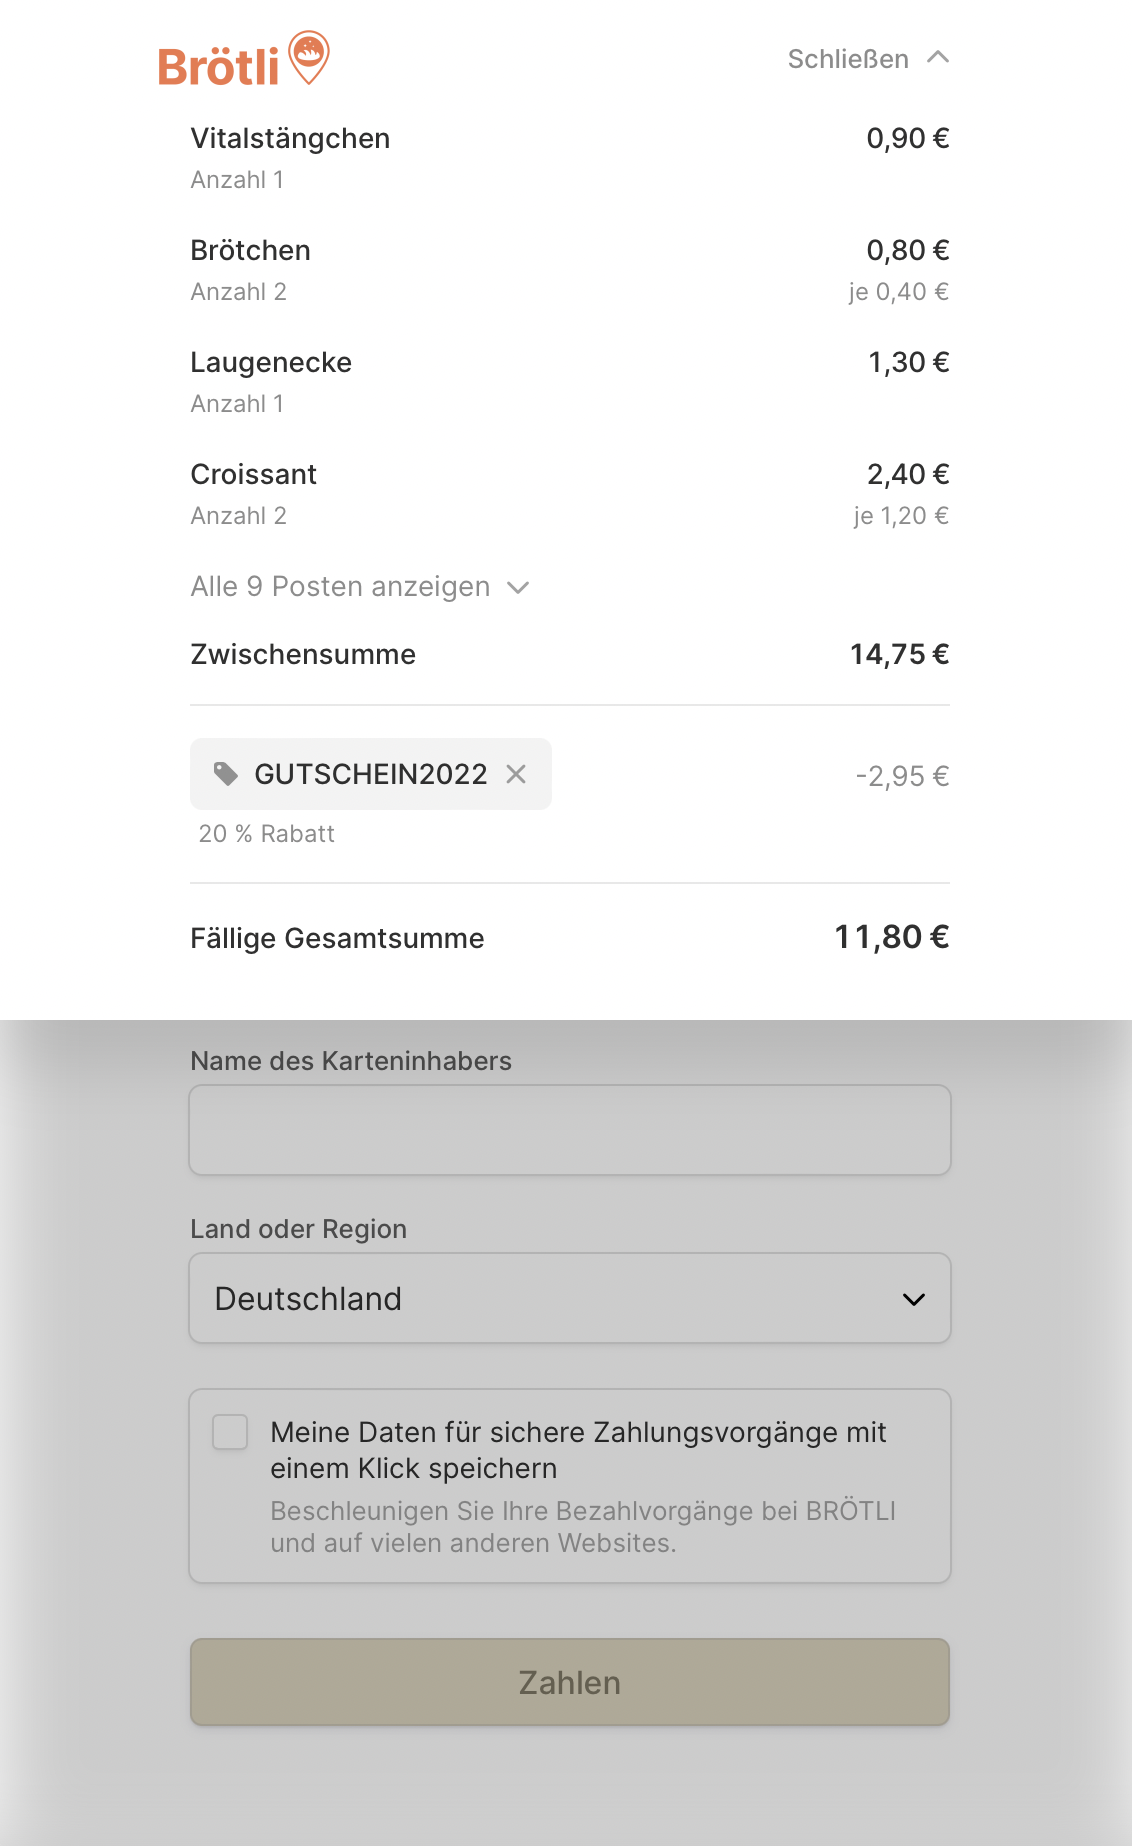 Brötli
Schließen
Vitalstängchen 0,90 €
Anzahl 1
Brötchen 0,80 €
Anzahl 2 je 0,40 €
Laugenecke 1,30 €
Anzahl 1
Croissant 2,40 €
Anzahl 2 je 1,20 €
Alle 9 Posten anzeigen
Zwischensumme 14,75 €
GUTSCHEIN2022 -2,95 €
20 % Rabatt
Fällige Gesamtsumme 11,80 €
Name des Karteninhabers
Land oder Region
Deutschland
Meine Daten für sichere Zahlungsvorgänge mit
einem Klick speichern
Beschleunigen Sie Ihre Bezahlvorgänge bei BRÖTLI
und auf vielen anderen Websites.
Zahlen